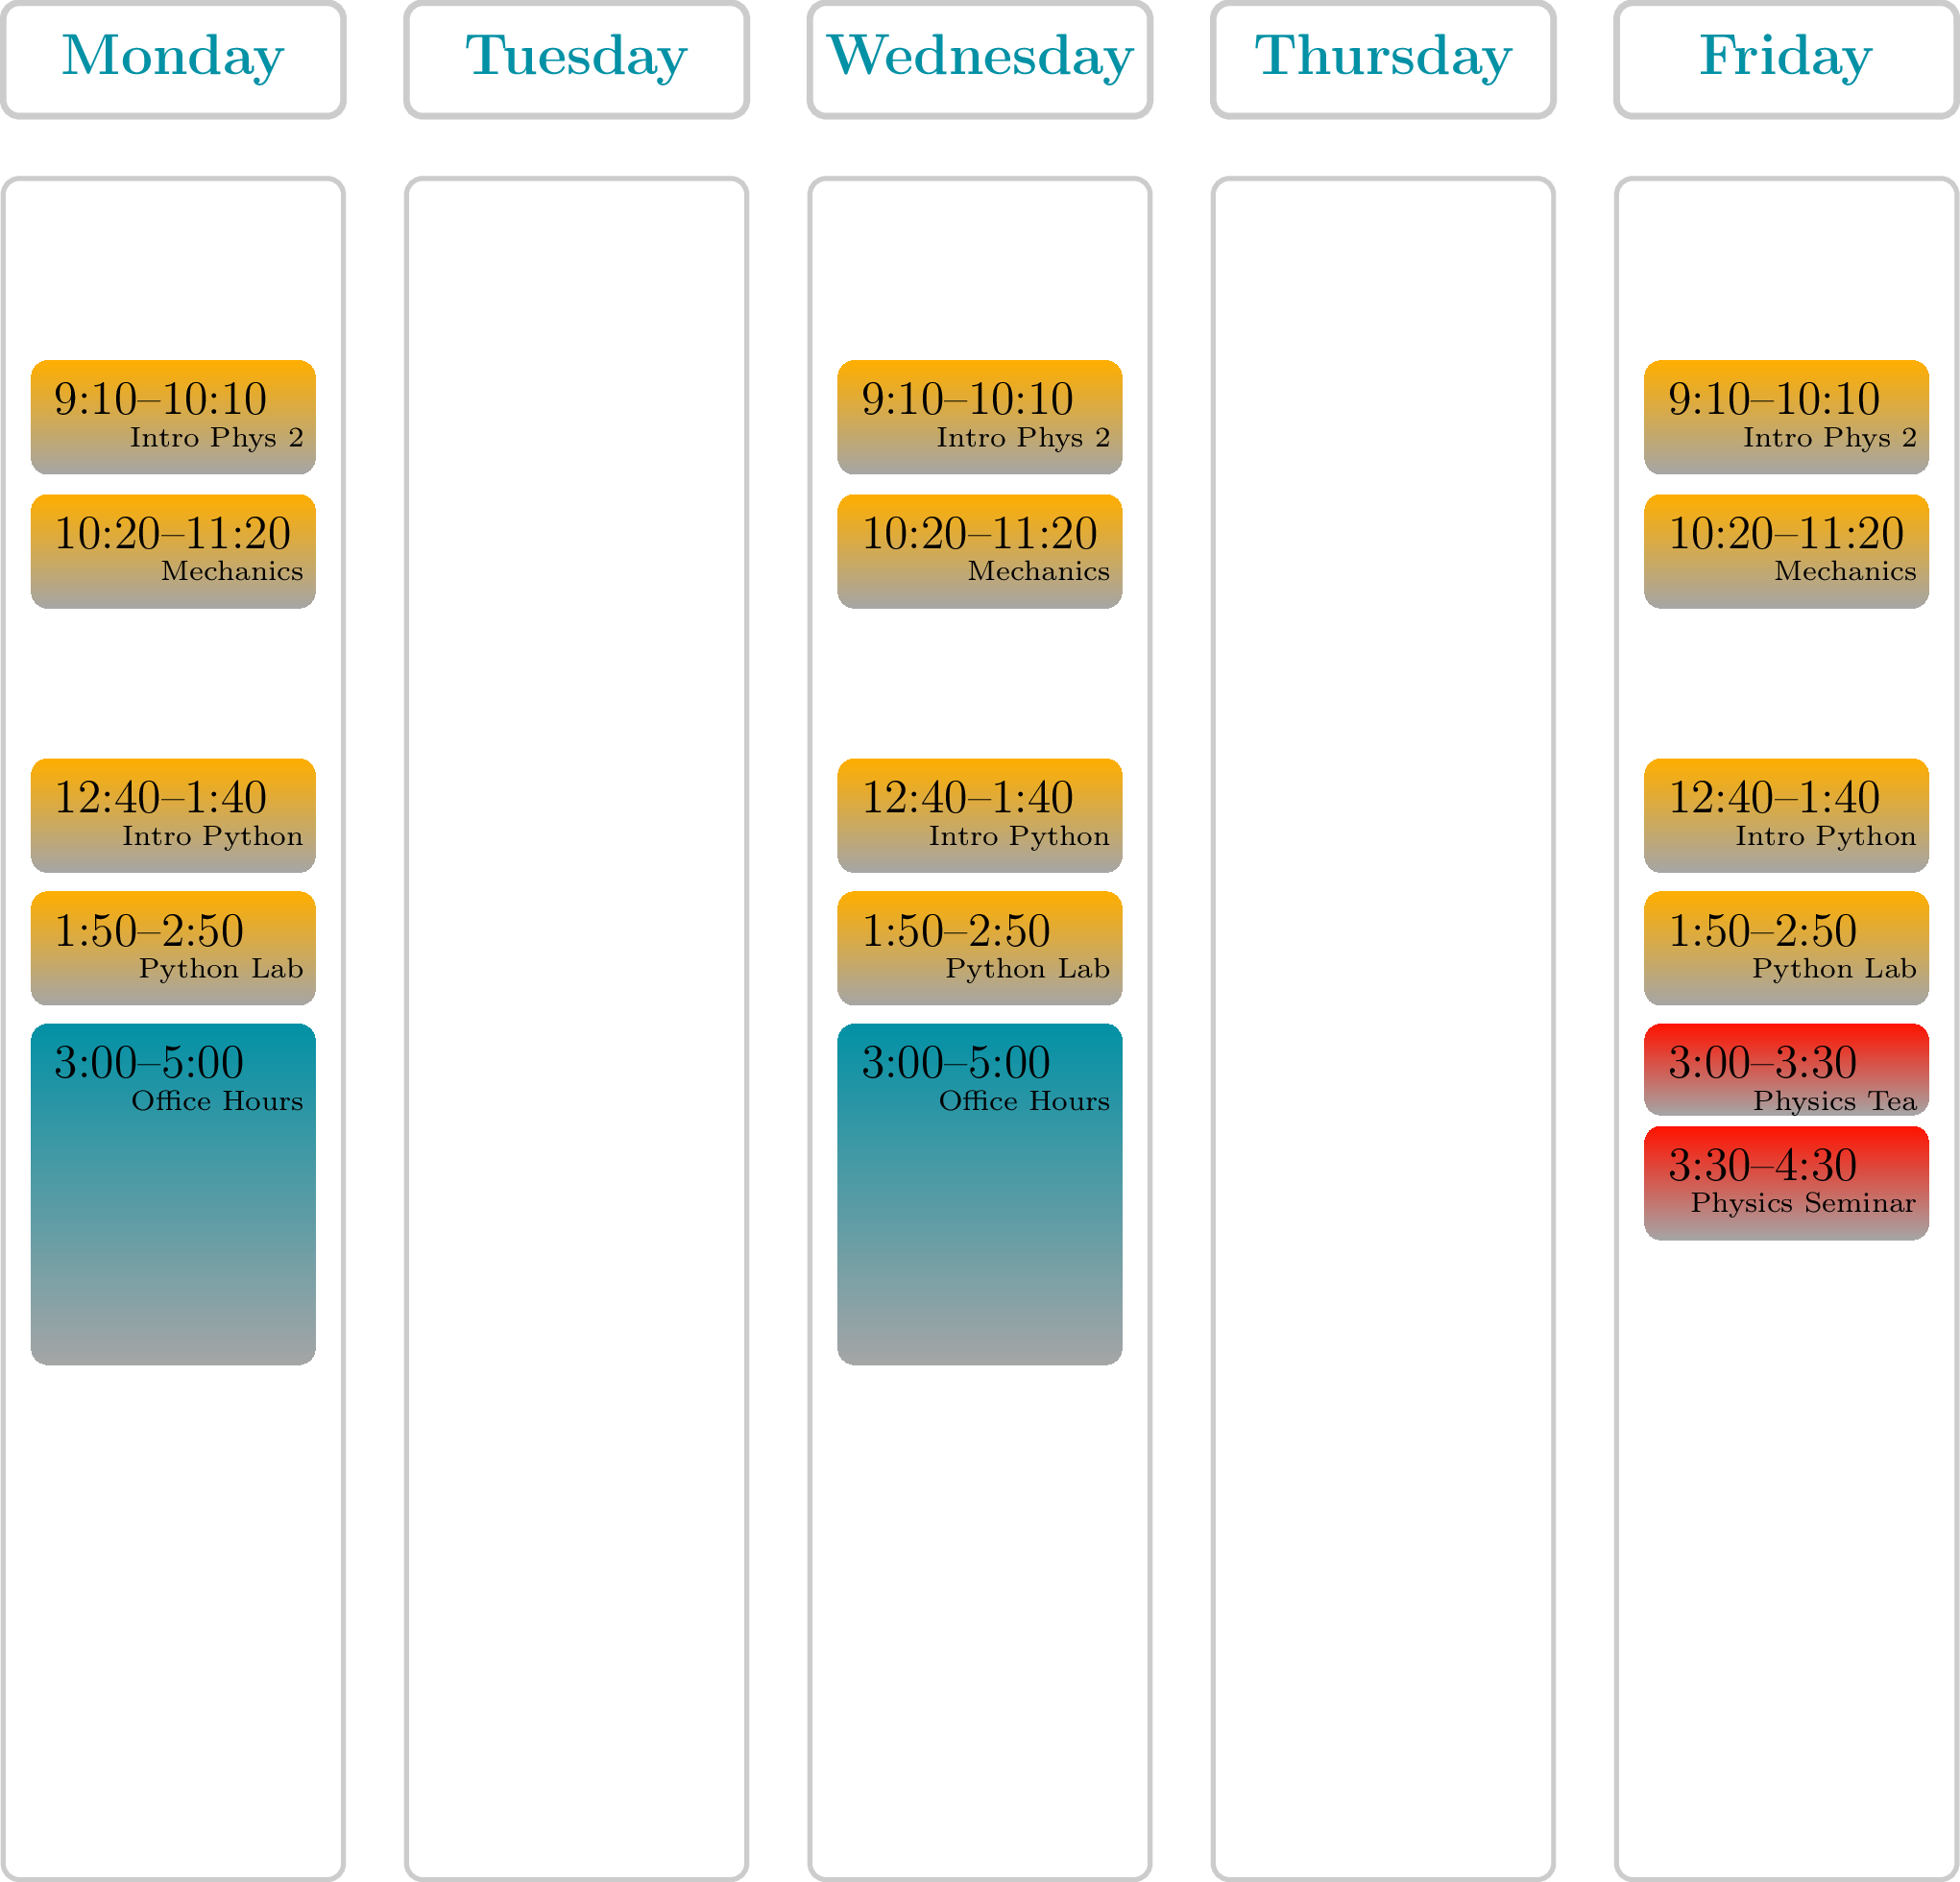 Monday
Tuesday
Wednesday
Thursday
Friday
9:10–10:10
Intro Phys 2
10:20–11:20
Mechanics
12:40–1:40
Intro Python
1:50–2:50
Python Lab
3:00–5:00
Office Hours
9:10–10:10
Intro Phys 2
10:20–11:20
Mechanics
12:40–1:40
Intro Python
1:50–2:50
Python Lab
3:00–5:00
Office Hours
9:10–10:10
Intro Phys 2
10:20–11:20
Mechanics
12:40–1:40
Intro Python
1:50–2:50
Python Lab
3:00–3:30
Physics Tea
3:30–4:30
Physics Seminar